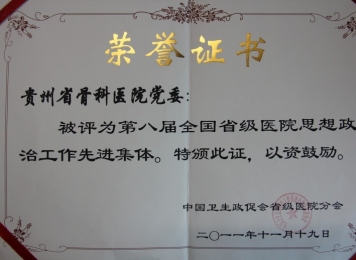 荣誉证书
贵州省骨科医院党委：
被评为第八届全国省级医院思想政
治工作先进集体。特颁此证，以资鼓励。
中国卫生政促会省级医院分会
二〇一一年十一月十九日